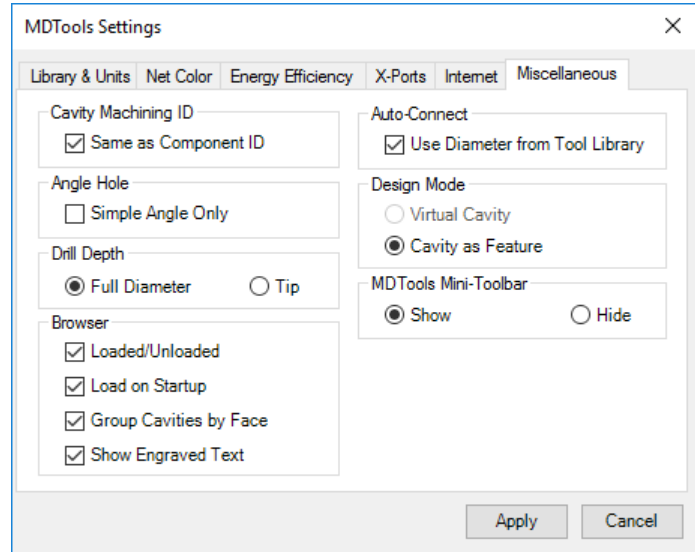 MDTools Settings
Library & Units Net Color Energy Efficiency X-Ports Internet Miscellaneous
Cavity Machining ID
Same as Component ID
Angle Hole
Simple Angle Only
Drill Depth
Full Diameter Tip
Browser
Loaded/Unloaded
Load on Startup
Group Cavities by Face
Show Engraved Text
Auto-Connect
Use Diameter from Tool Library
Design Mode
Virtual Cavity
Cavity as Feature
MDTools Mini-Toolbar
Show Hide
Apply Cancel